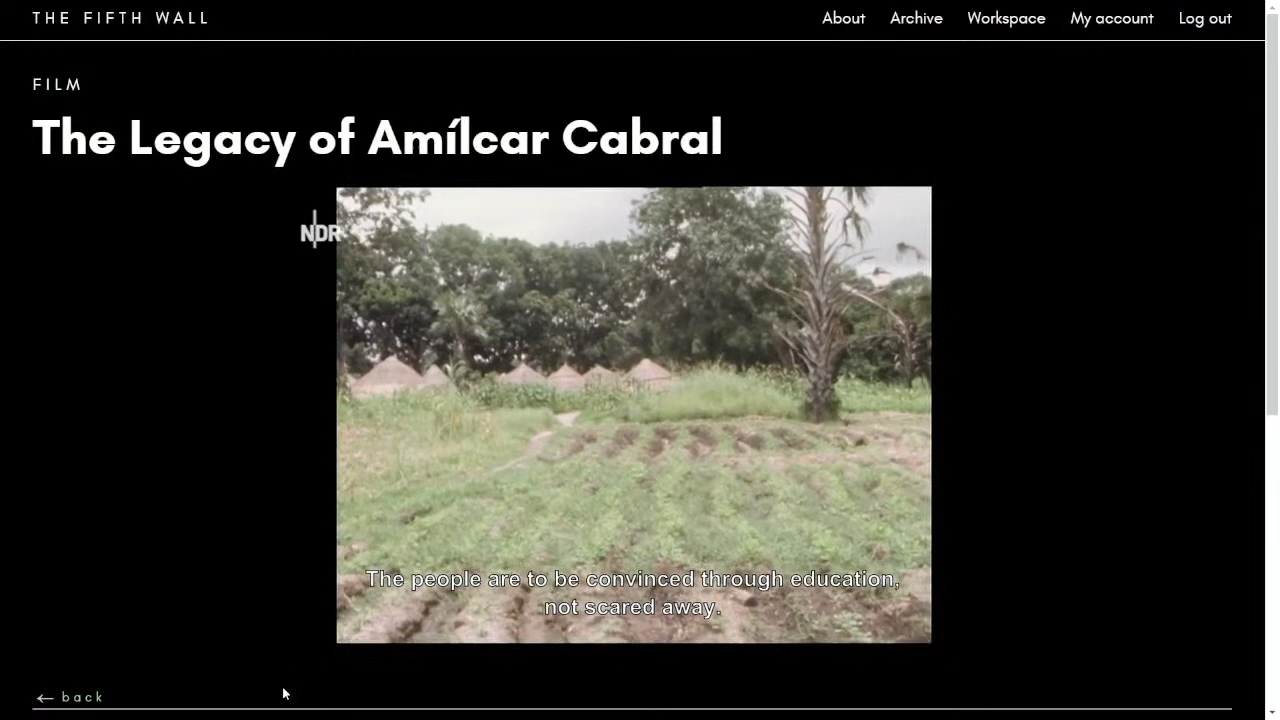 THE FIFTH WALL
About Archive Workspace My account Log out
FILM
The Legacy of Amílcar Cabral
NDR
The people are to be convinced through education,
not scared away.
← back